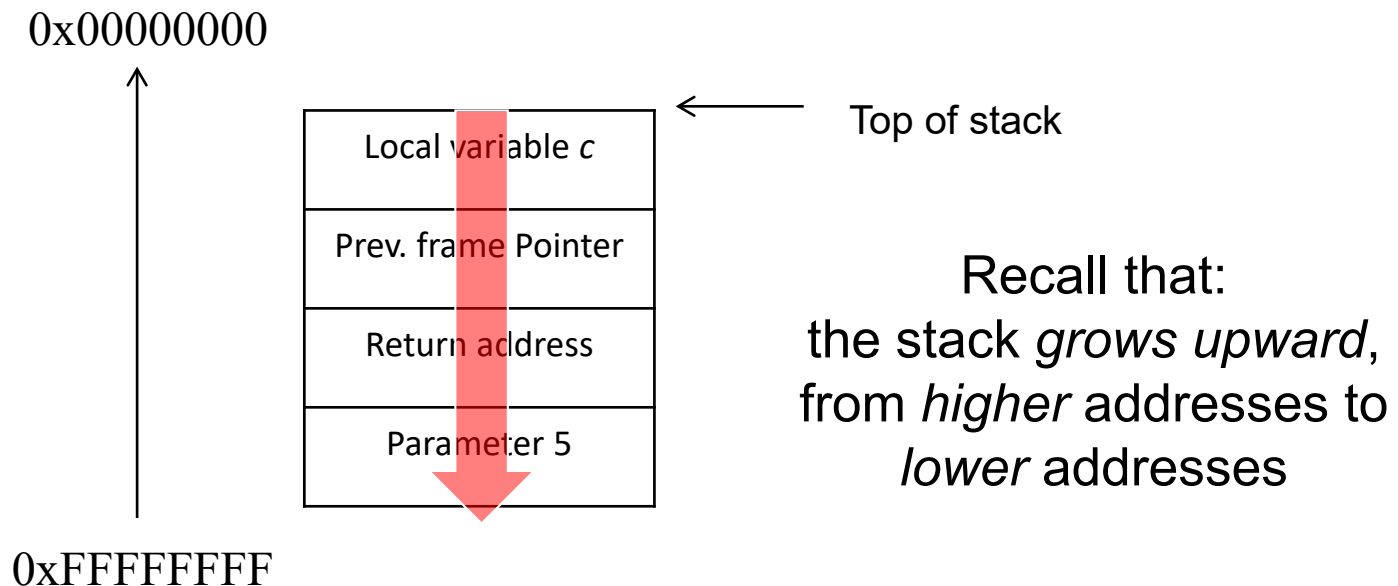 0x00000000
Top of stack
Local variable c
Prev. frame Pointer
Return address
Parameter 5
Recall that:
the stack grows upward,
from higher addresses to
lower addresses
0xFFFFFFFF